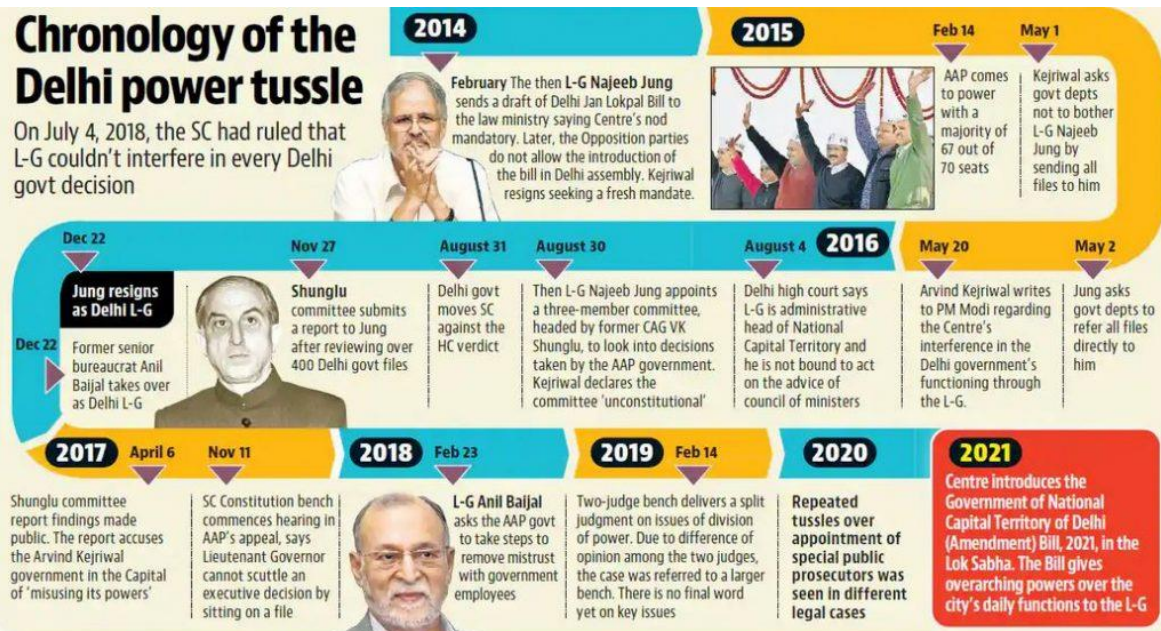 Chronology of the
Delhi power tussle
On July 4, 2018, the SC had ruled that
L-G couldn't interfere in every Delhi
govt decision
2014
February The then L-G Najeeb Jung
sends a draft of Delhi Jan Lokpal Bill to
the law ministry saying Centre's nod
mandatory. Later, the Opposition parties
do not allow the introduction of
the bill in Delhi assembly. Kejriwal
resigns seeking a fresh mandate.
2015
Feb 14
AAP comes
to power
with a
majority of
67 out of
70 seats
May 1
Kejriwal asks
govt depts
not to bother
L-G Najeeb
Jung by
sending all
files to him
May 2
Jung asks
govt depts to
refer all files
directly to
him
May 20
Arvind Kejriwal writes
to PM Modi regarding
the Centre's
interference in the
Delhi government's
functioning through
the L-G.
2016
August 4
Delhi high court says
L-G is administrative
head of National
Capital Territory and
he is not bound to act
on the advice of
council of ministers
August 30
Then L-G Najeeb Jung appoints
a three-member committee,
headed by former CAG VK
Shunglu, to look into decisions
taken by the AAP government.
Kejriwal declares the
committee 'unconstitutional'
August 31
Delhi govt
moves SC
against the
HC verdict
Nov 27
Shunglu
committee submits
a report to Jung
after reviewing over
400 Delhi govt files
Dec 22
Jung resigns
as Delhi L-G
Dec 22
Former senior
bureaucrat Anil
Baijal takes over
as Delhi L-G
2017
April 6
Shunglu committee
report findings made
public. The report accuses
the Arvind Kejriwal
government in the Capital
of 'misusing its powers'
Nov 11
SC Constitution bench
commences hearing in
AAP's appeal, says
Lieutenant Governor
cannot scuttle an
executive decision by
sitting on a file
2018
Feb 23
L-G Anil Baijal
asks the AAP govt
to take steps to
remove mistrust
with government
employees
2019
Feb 14
Two-judge bench delivers a split
judgment on issues of division
of power. Due to difference of
opinion among the two judges,
the case was referred to a larger
bench. There is no final word
yet on key issues
2020
Repeated
tussles over
appointment of
special public
prosecutors was
seen in different
legal cases
2021
Centre introduces the
Government of National
Capital Territory of Delhi
(Amendment) Bill, 2021, in the
Lok Sabha. The Bill gives
overarching powers over the
city's daily functions to the L-G